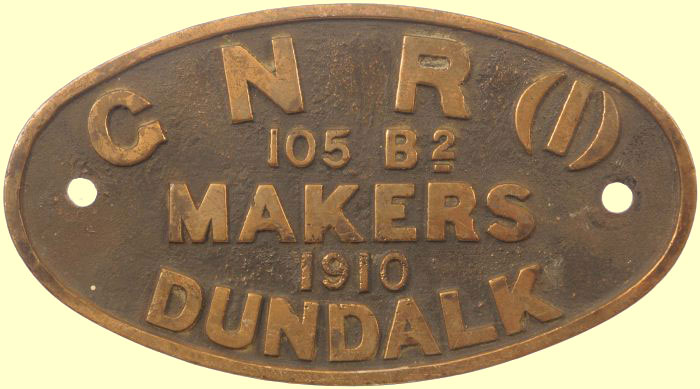 G N R (I)
105 B²
MAKERS
1910
DUNDALK